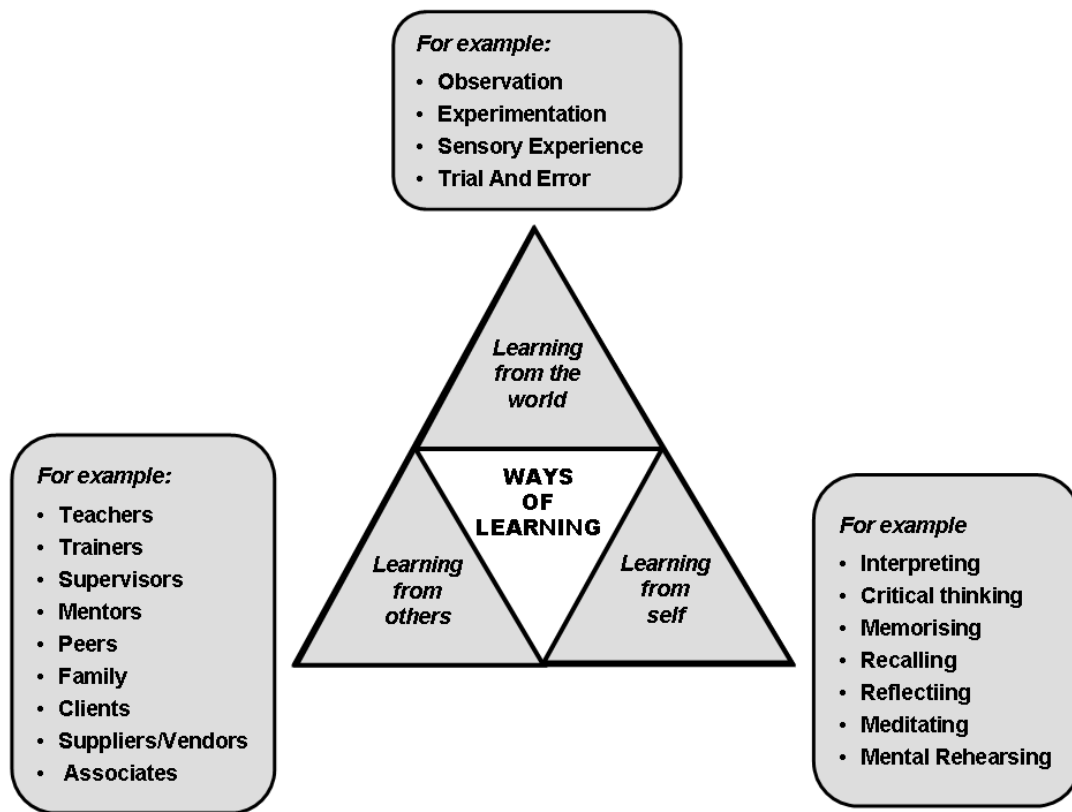 For example:
• Observation
• Experimentation
• Sensory Experience
• Trial And Error
Learning
from the
world
WAYS
OF
LEARNING
Learning
from
others
Learning
from
self
For example:
• Teachers
• Trainers
• Supervisors
• Mentors
• Peers
• Family
• Clients
• Suppliers/Vendors
• Associates
For example
• Interpreting
• Critical thinking
• Memorising
• Recalling
• Reflectiing
• Meditating
• Mental Rehearsing